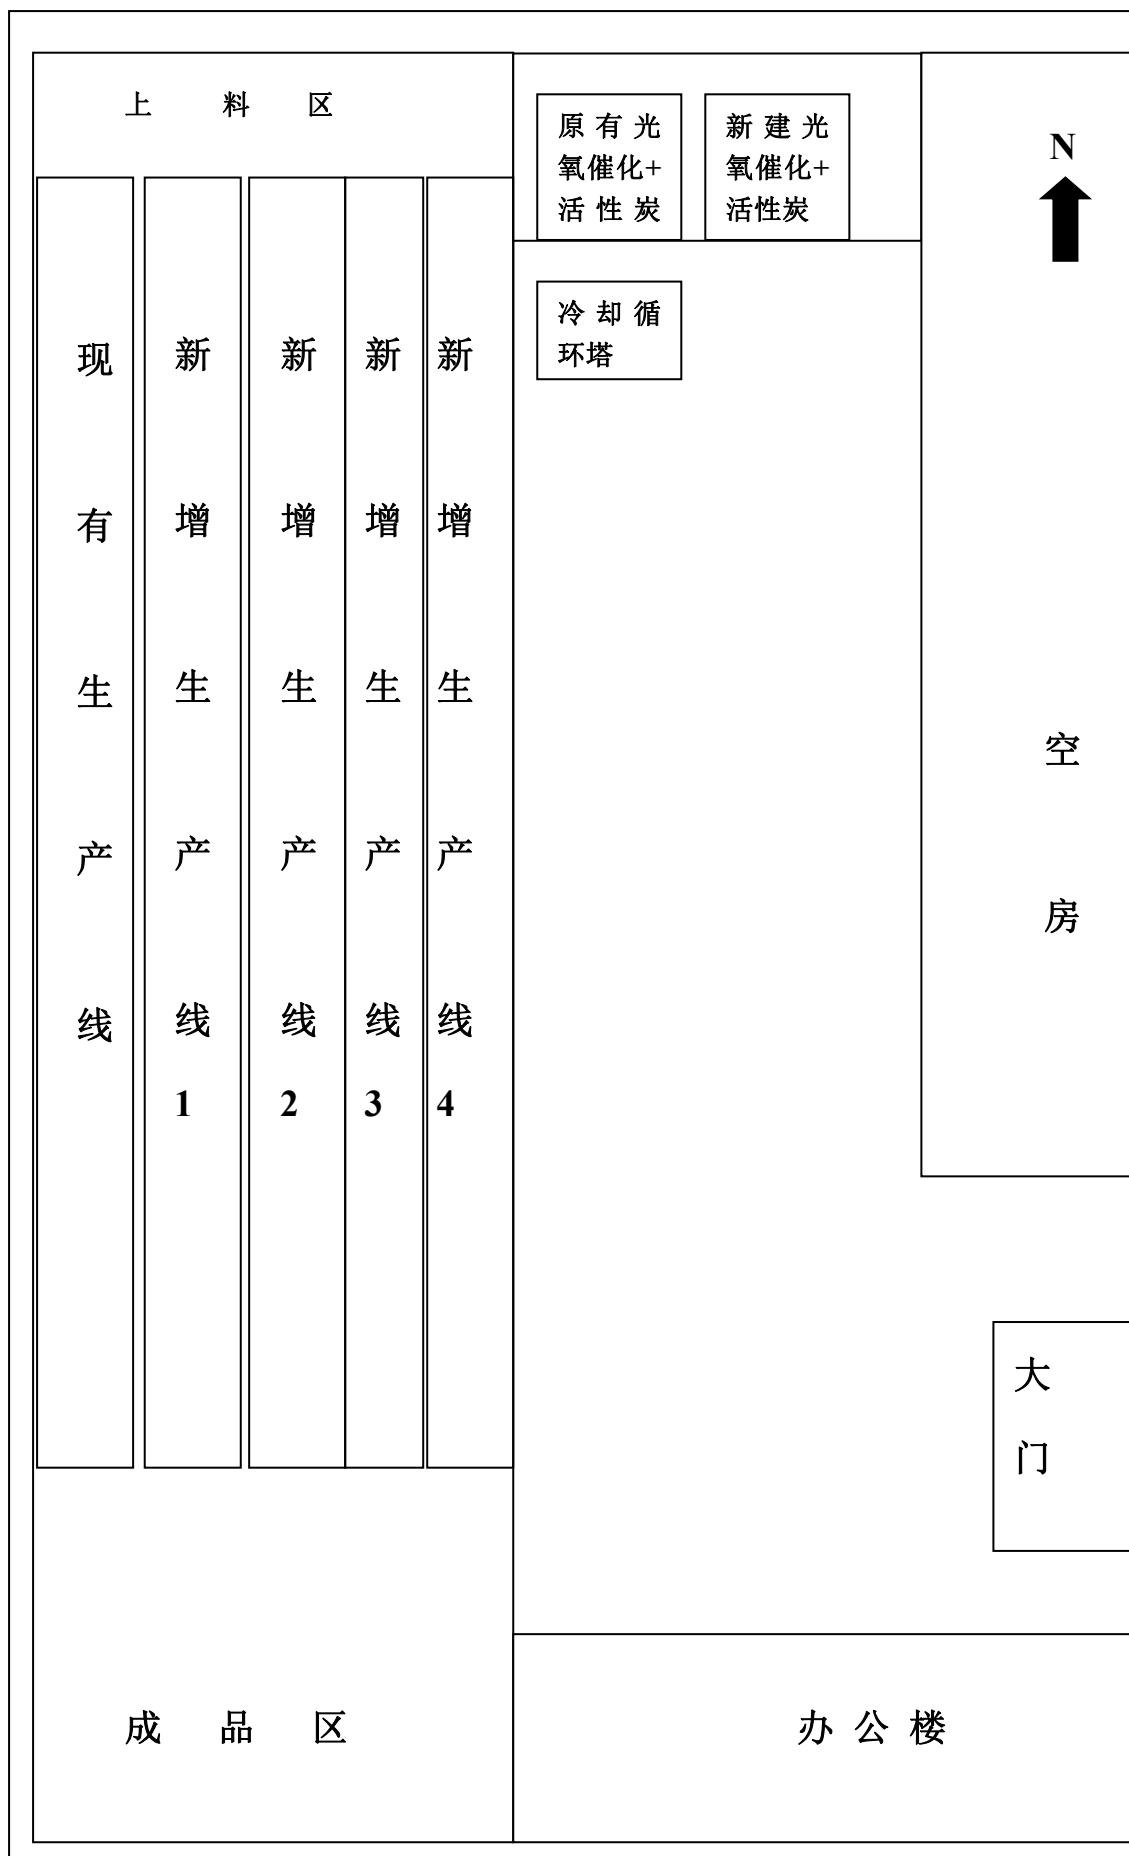 上 料 区
原有光
氧催化+
活性炭
新建光
氧催化+
活性炭
N
冷却循
环塔
现有生产线
新增生产线1
新增生产线2
新增生产线3
新增生产线4
空房
大门
成 品 区
办公楼